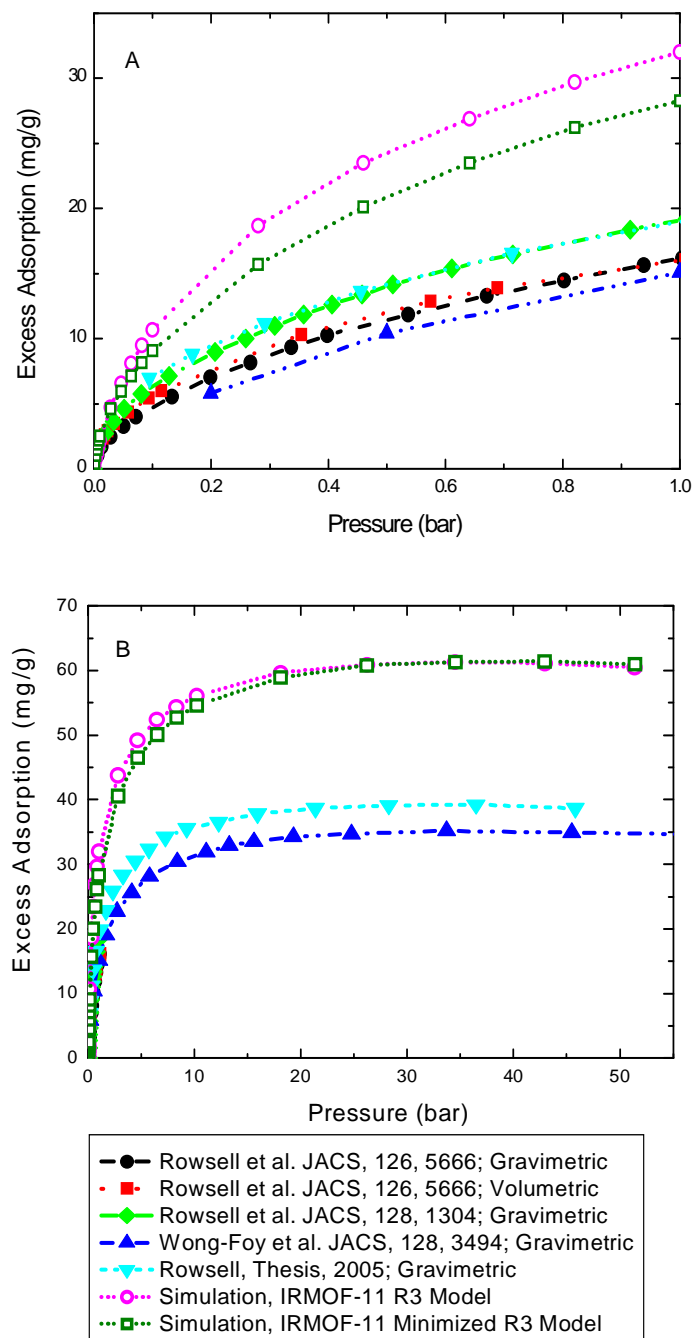 A
Excess Adsorption (mg/g)
30
20
10
0
0.0 0.2 0.4 0.6 0.8 1.0
Pressure (bar)
B
Excess Adsorption (mg/g)
70
60
50
40
30
20
10
0
0 10 20 30 40 50
Pressure (bar)
Rowsell et al. JACS, 126, 5666; Gravimetric
Rowsell et al. JACS, 126, 5666; Volumetric
Rowsell et al. JACS, 128, 1304; Gravimetric
Wong-Foy et al. JACS, 128, 3494; Gravimetric
Rowsell, Thesis, 2005; Gravimetric
Simulation, IRMOF-11 R3 Model
Simulation, IRMOF-11 Minimized R3 Model